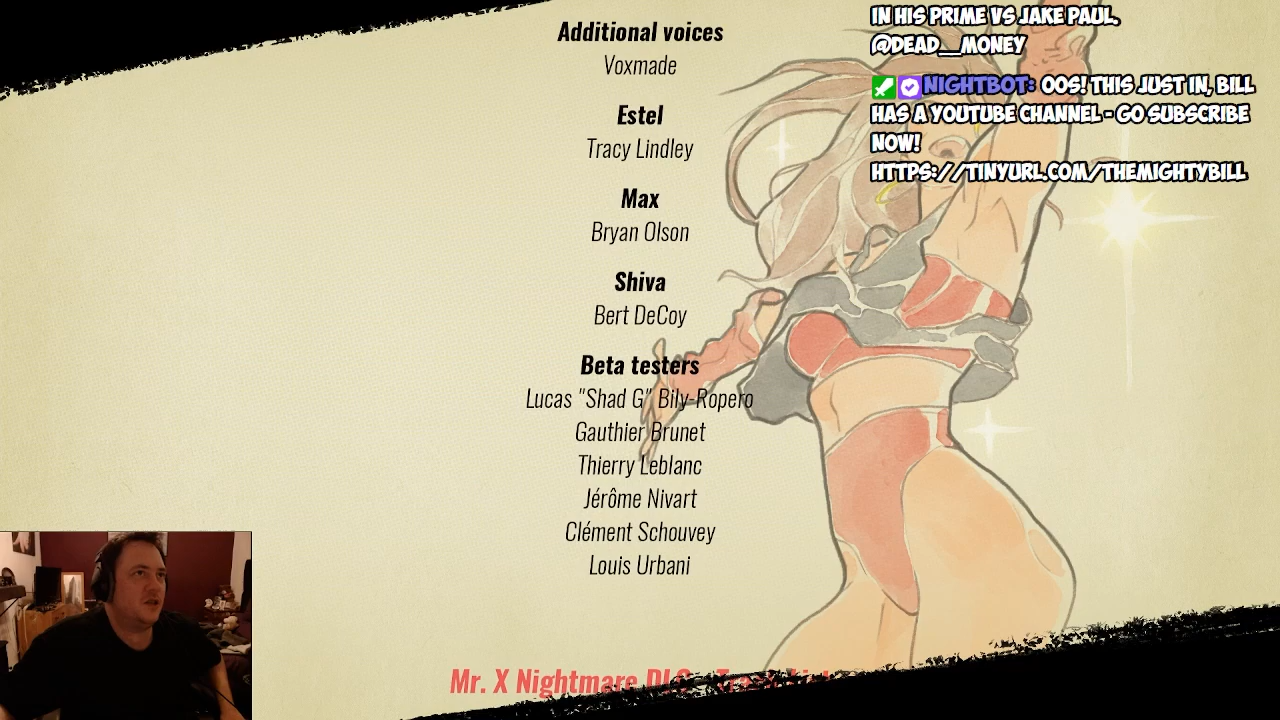 Additional voices
Voxmade
Estel
Tracy Lindley
Max
Bryan Olson
Shiva
Bert DeCoy
Beta testers
Lucas "Shad G" Bily-Ropero
Gauthier Brunet
Thierry Leblanc
Jérôme Nivart
Clément Schouvey
Louis Urbani
Mr. X Nightmare DLC
IN HIS PRIME VS JAKE PAUL.
@DEAD__MONEY
NIGHTBOT: OOS! THIS JUST IN, BILL
HAS A YOUTUBE CHANNEL - GO SUBSCRIBE
NOW!
HTTPS://TINYURL.COM/THEMIGHTYBILL